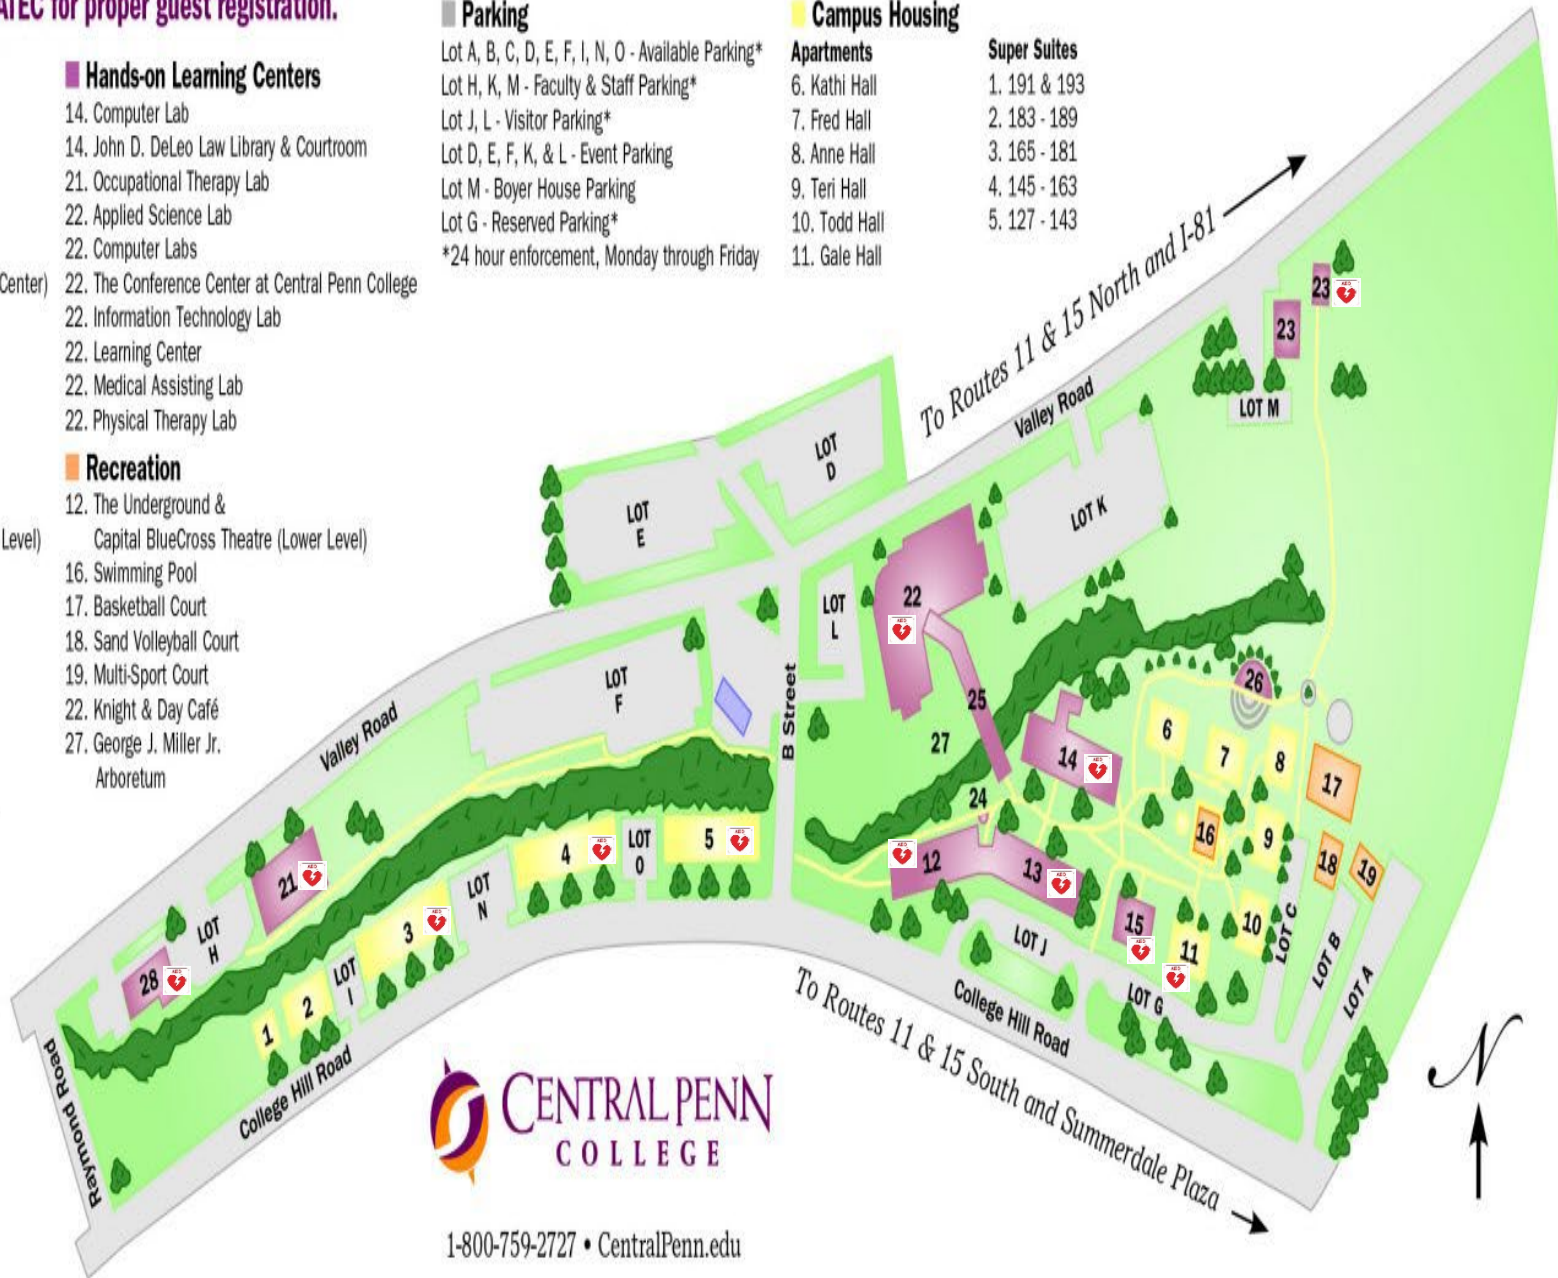 ATEC for proper guest registration.
Hands-on Learning Centers
14. Computer Lab
14. John D. DeLeo Law Library & Courtroom
21. Occupational Therapy Lab
22. Applied Science Lab
22. Computer Labs
Center) 22. The Conference Center at Central Penn College
22. Information Technology Lab
22. Learning Center
22. Medical Assisting Lab
22. Physical Therapy Lab
Recreation
12. The Underground &
Level) Capital BlueCross Theatre (Lower Level)
16. Swimming Pool
17. Basketball Court
18. Sand Volleyball Court
19. Multi-Sport Court
22. Knight & Day Café
27. George J. Miller Jr.
Arboretum
Parking
Lot A, B, C, D, E, F, I, N, O - Available Parking*
Lot H, K, M - Faculty & Staff Parking*
Lot J, L - Visitor Parking*
Lot D, E, F, K, & L - Event Parking
Lot M - Boyer House Parking
Lot G - Reserved Parking*
*24 hour enforcement, Monday through Friday
Campus Housing
Apartments
6. Kathi Hall
7. Fred Hall
8. Anne Hall
9. Teri Hall
10. Todd Hall
11. Gale Hall
Super Suites
1. 191 & 193
2. 183 - 189
3. 165 - 181
4. 145 - 163
5. 127 - 143
To Routes 11 & 15 North and I-81
Valley Road
23
AED
23
LOT M
LOT
D
LOT
E
LOT K
22
AED
LOT
L
LOT
F
B Street
25
26
27
6
7
8
17
14
AED
24
16
9
18
19
Valley Road
12
AED
13
AED
5
AED
LOT
O
4
AED
21
AED
LOT
N
3
AED
LOT
H
28
AED
LOT
I
2
1
15
AED
11
AED
10
LOT C
LOT B
LOT A
LOT J
LOT G
College Hill Road
College Hill Road
Raymond Road
To Routes 11 & 15 South and Summerdale Plaza
N
CENTRAL PENN
COLLEGE
1-800-759-2727 • CentralPenn.edu